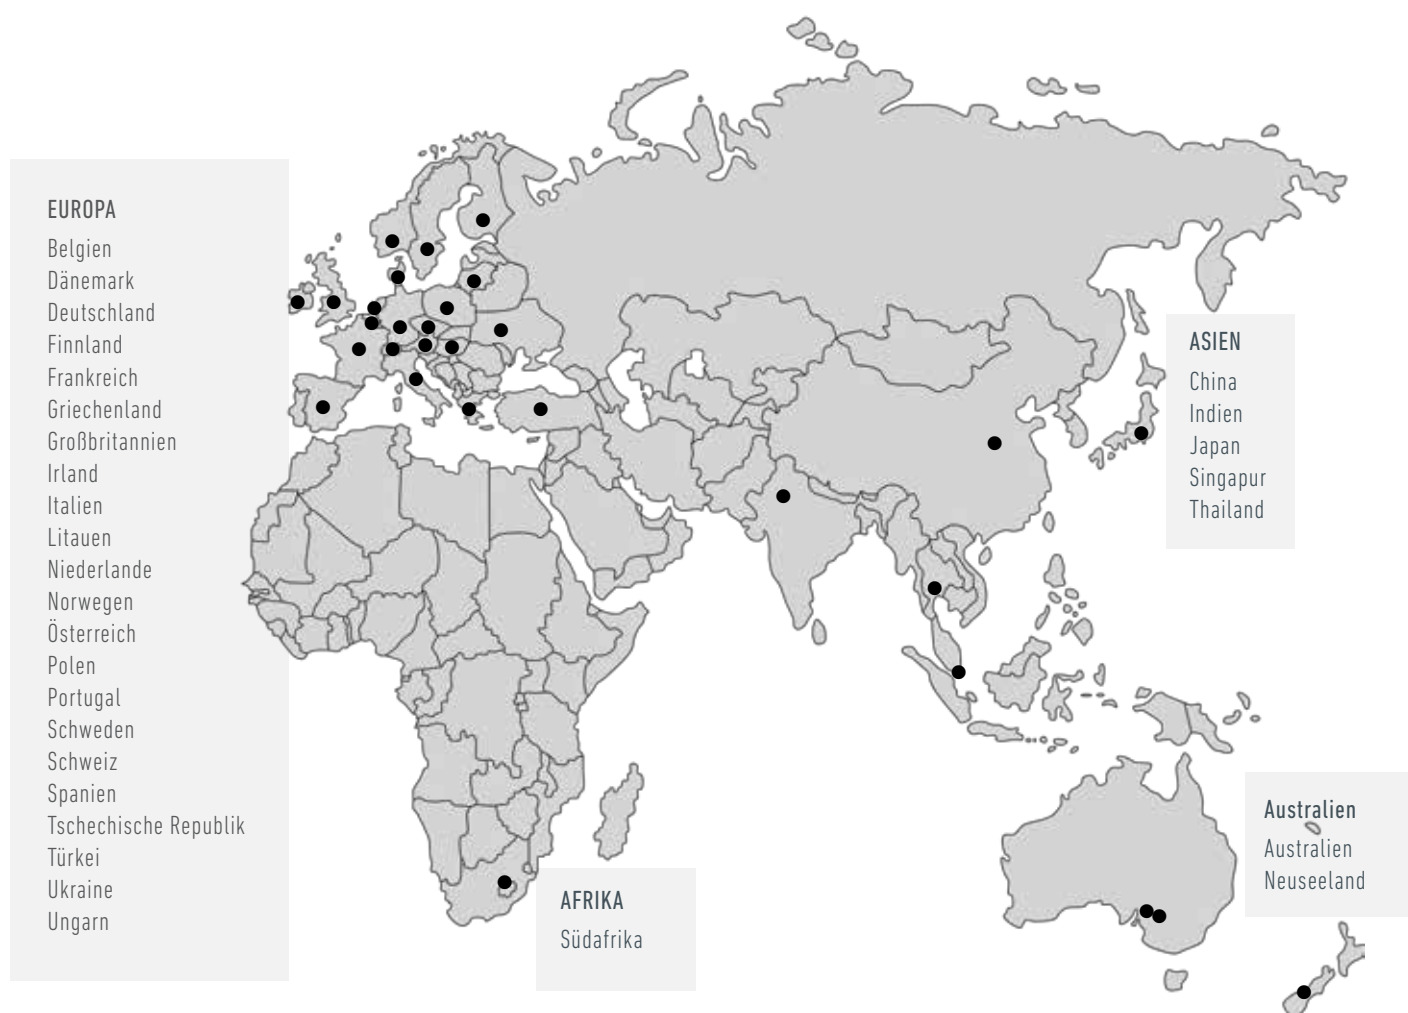 EUROPA
Belgien
Dänemark
Deutschland
Finnland
Frankreich
Griechenland
Großbritannien
Irland
Italien
Litauen
Niederlande
Norwegen
Österreich
Polen
Portugal
Schweden
Schweiz
Spanien
Tschechische Republik
Türkei
Ukraine
Ungarn
ASIEN
China
Indien
Japan
Singapur
Thailand
AFRIKA
Südafrika
Australien
Australien
Neuseeland